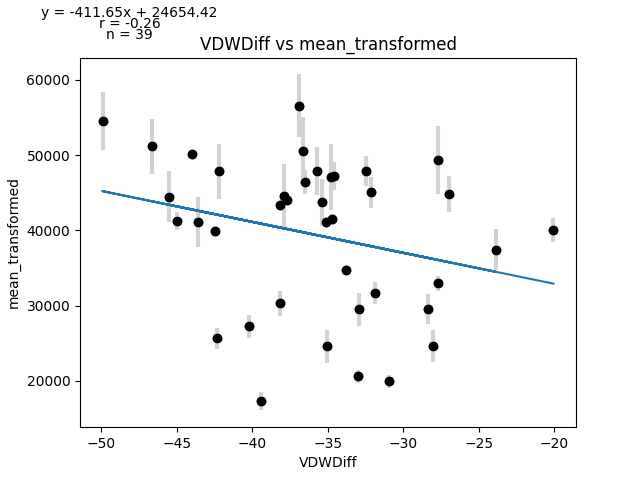 y = -411.65x + 24654.42
r = -0.26
n = 39
VDWDiff vs mean_transformed
60000
50000
40000
30000
20000
mean_transformed
−50
−45
−40
−35
−30
−25
−20
VDWDiff